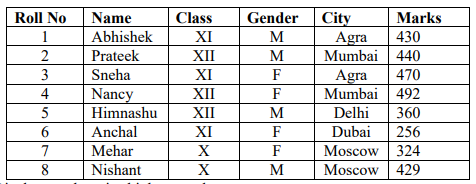 Roll No Name Class Gender City Marks
1 Abhishek XI M Agra 430
2 Prateek XII M Mumbai 440
3 Sneha XI F Agra 470
4 Nancy XII F Mumbai 492
5 Himnashu XII M Delhi 360
6 Anchal XI F Dubai 256
7 Mehar X F Moscow 324
8 Nishant X M Moscow 429